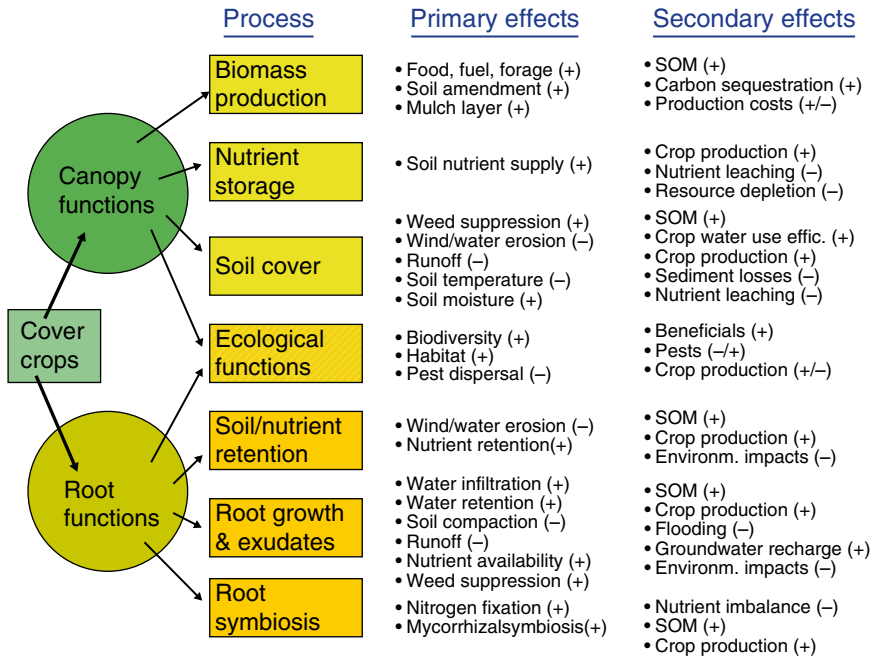 Process
Primary effects
Secondary effects
Canopy
functions
Cover
crops
Root
functions
Biomass
production
• Food, fuel, forage (+)
• Soil amendment (+)
• Mulch layer (+)
• SOM (+)
• Carbon sequestration (+)
• Production costs (+/–)
Nutrient
storage
• Soil nutrient supply (+)
• Crop production (+)
• Nutrient leaching (–)
• Resource depletion (–)
Soil cover
• Weed suppression (+)
• Wind/water erosion (–)
• Runoff (–)
• Soil temperature (–)
• Soil moisture (+)
• SOM (+)
• Crop water use effic. (+)
• Crop production (+)
• Sediment losses (–)
• Nutrient leaching (–)
Ecological
functions
• Biodiversity (+)
• Habitat (+)
• Pest dispersal (–)
• Beneficials (+)
• Pests (–/+)
• Crop production (+/–)
Soil/nutrient
retention
• Wind/water erosion (–)
• Nutrient retention(+)
• SOM (+)
• Crop production (+)
• Environm. impacts (–)
Root growth
& exudates
• Water infiltration (+)
• Water retention (+)
• Soil compaction (–)
• Runoff (–)
• Nutrient availability (+)
• Weed suppression (+)
• SOM (+)
• Crop production (+)
• Flooding (–)
• Groundwater recharge (+)
• Environm. impacts (–)
Root
symbiosis
• Nitrogen fixation (+)
• Mycorrhizalsymbiosis(+)
• Nutrient imbalance (–)
• SOM (+)
• Crop production (+)